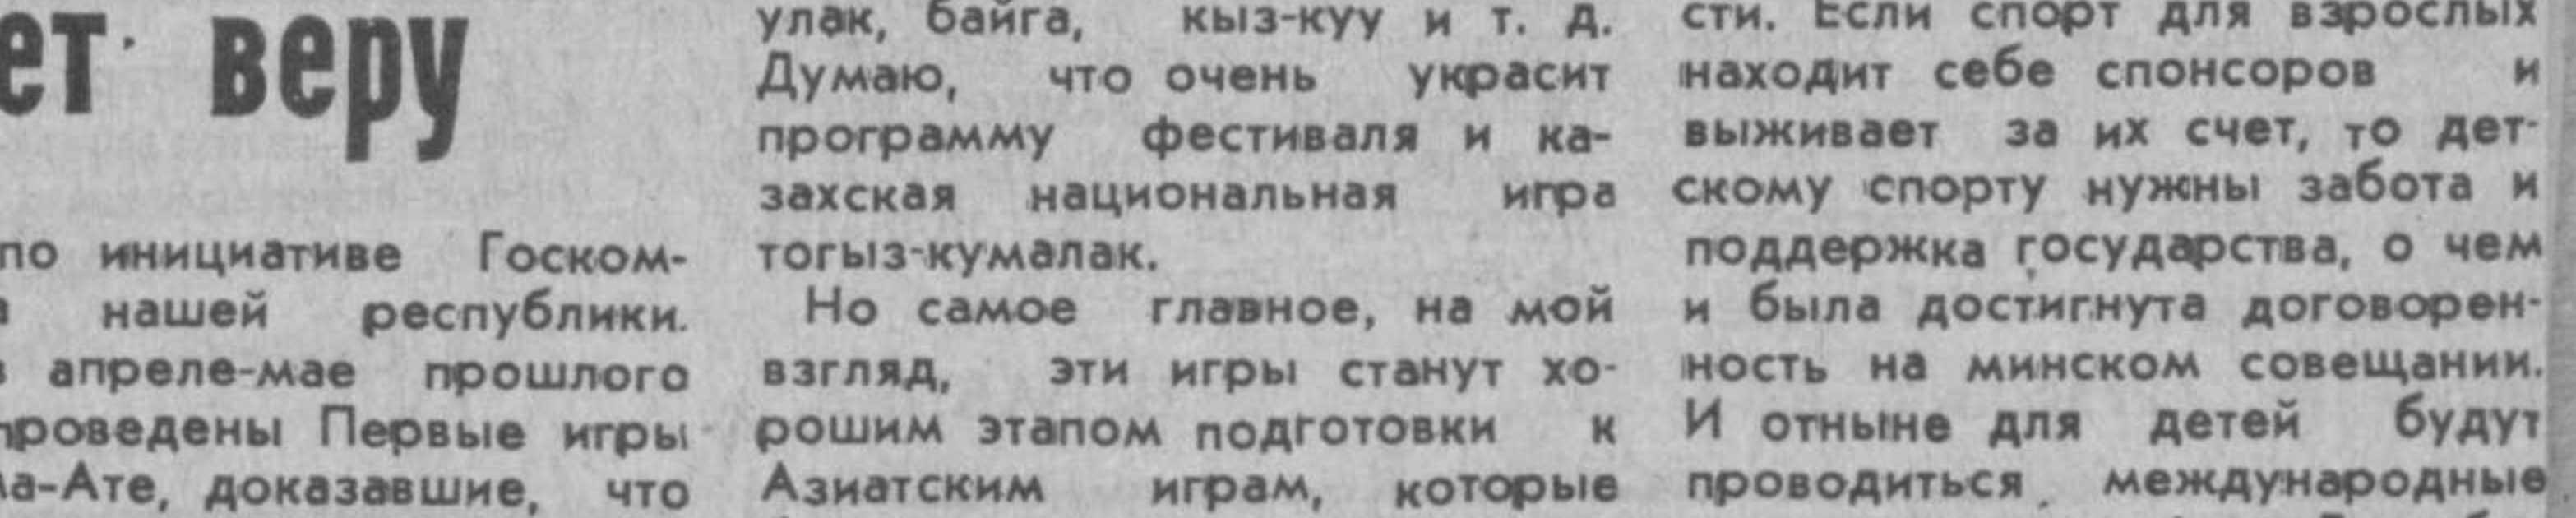 ет веру
по инициативе Госком-
нашей республики.
апреле-мае прошлого
проведены Первые игры
а-Ате, доказавшие, что
улак, байга, кыз-куу и т. д.
Думаю, что очень украсит
программу фестиваля и ка-
захская национальная игра
тогыз-кумалак.
Но самое главное, на мой
взгляд, эти игры станут хо-
рошим этапом подготовки к
Азиатским играм, которые
сти. Если спорт для взрослых
находит себе спонсоров и
выживает за их счет, то дет-
скому спорту нужны забота и
поддержка государства, о чем
и была достигнута договорен-
ность на минском совещании.
И отныне для детей будут
проводиться международные